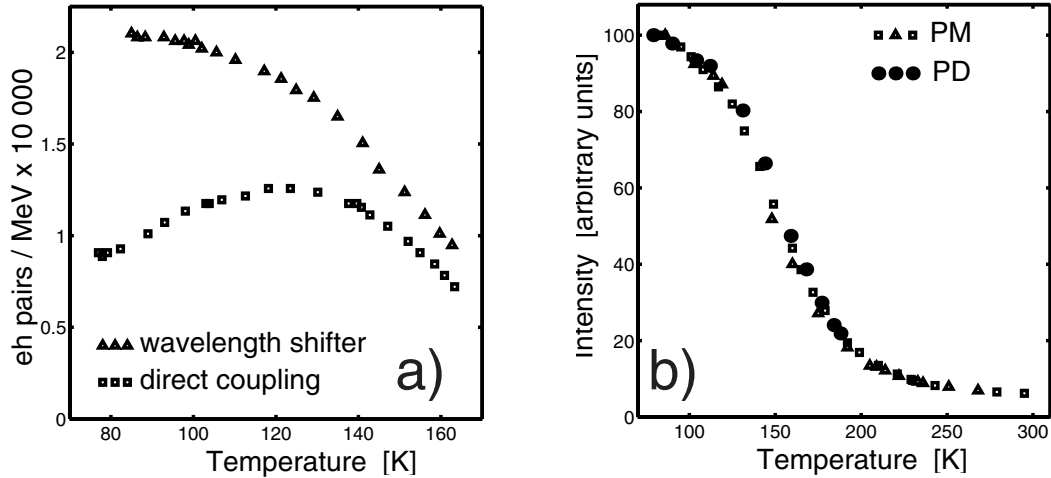 eh pairs / MeV x 10 000
2
1.5
1
0.5
0
80 100 120 140 160
Temperature [K]
wavelength shifter
direct coupling
a)
Intensity [arbitrary units]
100
80
60
40
20
0
100 150 200 250 300
Temperature [K]
PM
PD
b)